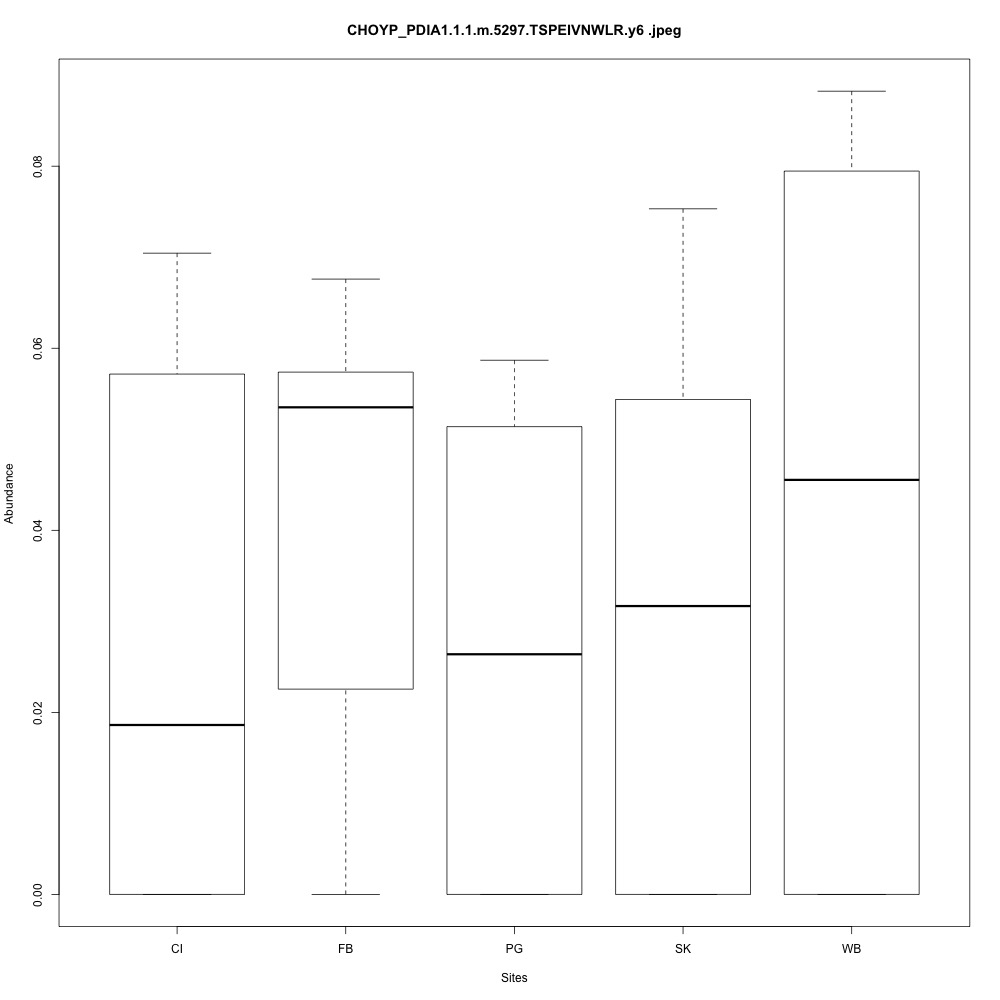 CHOYP_PDIA1.1.1.m.5297.TSPEIVNWLR.y6 .jpeg
Abundance
0.08
0.06
0.04
0.02
0.00
CI FB PG SK WB
Sites